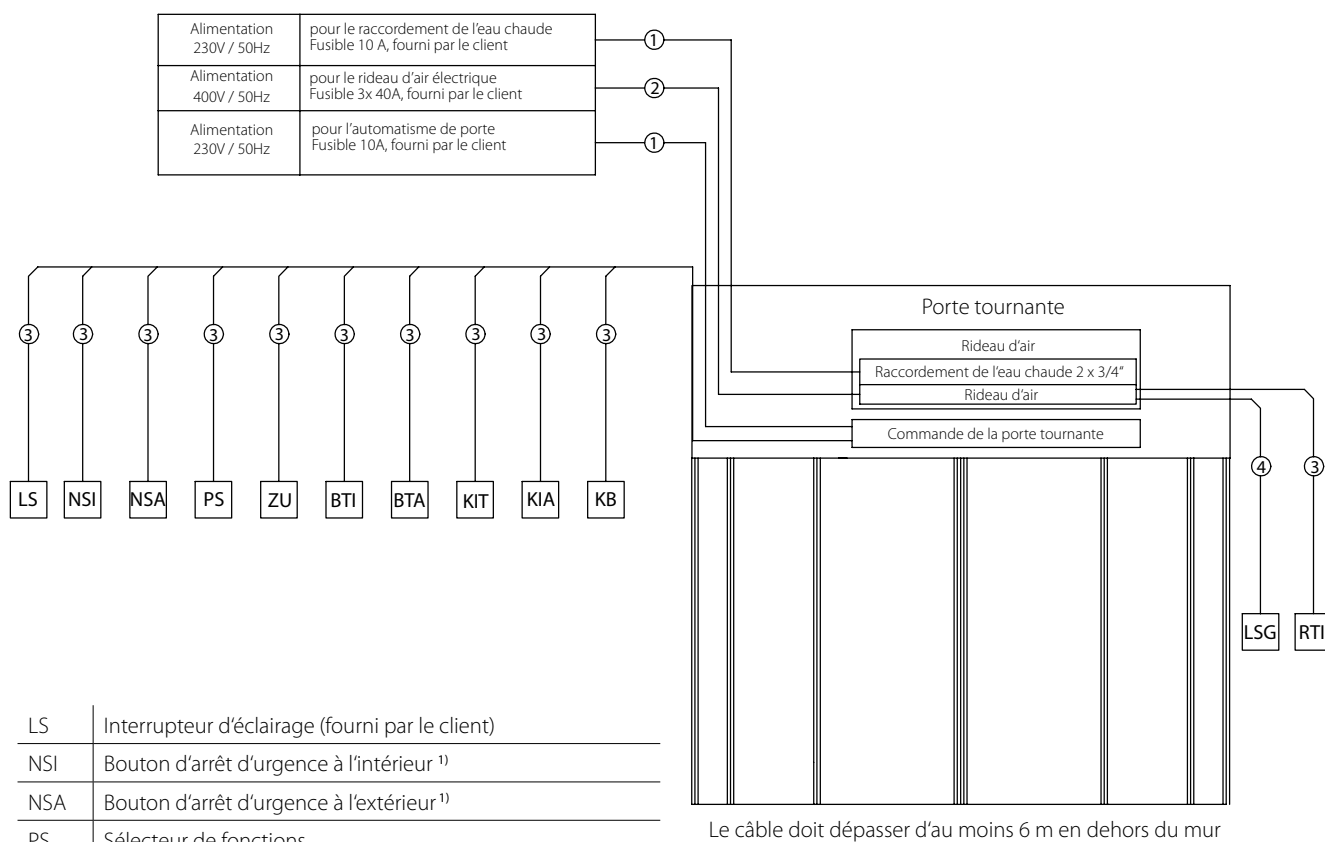 Alimentation
230V / 50Hz
pour le raccordement de l’eau chaude
Fusible 10 A, fourni par le client
1
Alimentation
400V / 50Hz
pour le rideau d’air électrique
Fusible 3x 40A, fourni par le client
2
Alimentation
230V / 50Hz
pour l’automatisme de porte
Fusible 10A, fourni par le client
1
Porte tournante
Rideau d’air
Raccordement de l’eau chaude 2 x 3/4“
Rideau d’air
Commande de la porte tournante
3 3 3 3 3 3 3 3 3 3
4 3
LS NSI NSA PS ZU BTI BTA KIT KIA KB
LSG RTI
LS Interrupteur d‘éclairage (fourni par le client)
NSI Bouton d‘arrêt d‘urgence à l‘intérieur 1)
NSA Bouton d‘arrêt d‘urgence à l‘extérieur 1)
PS Sélecteur de fonctions
Le câble doit dépasser d’au moins 6 m en dehors du mur